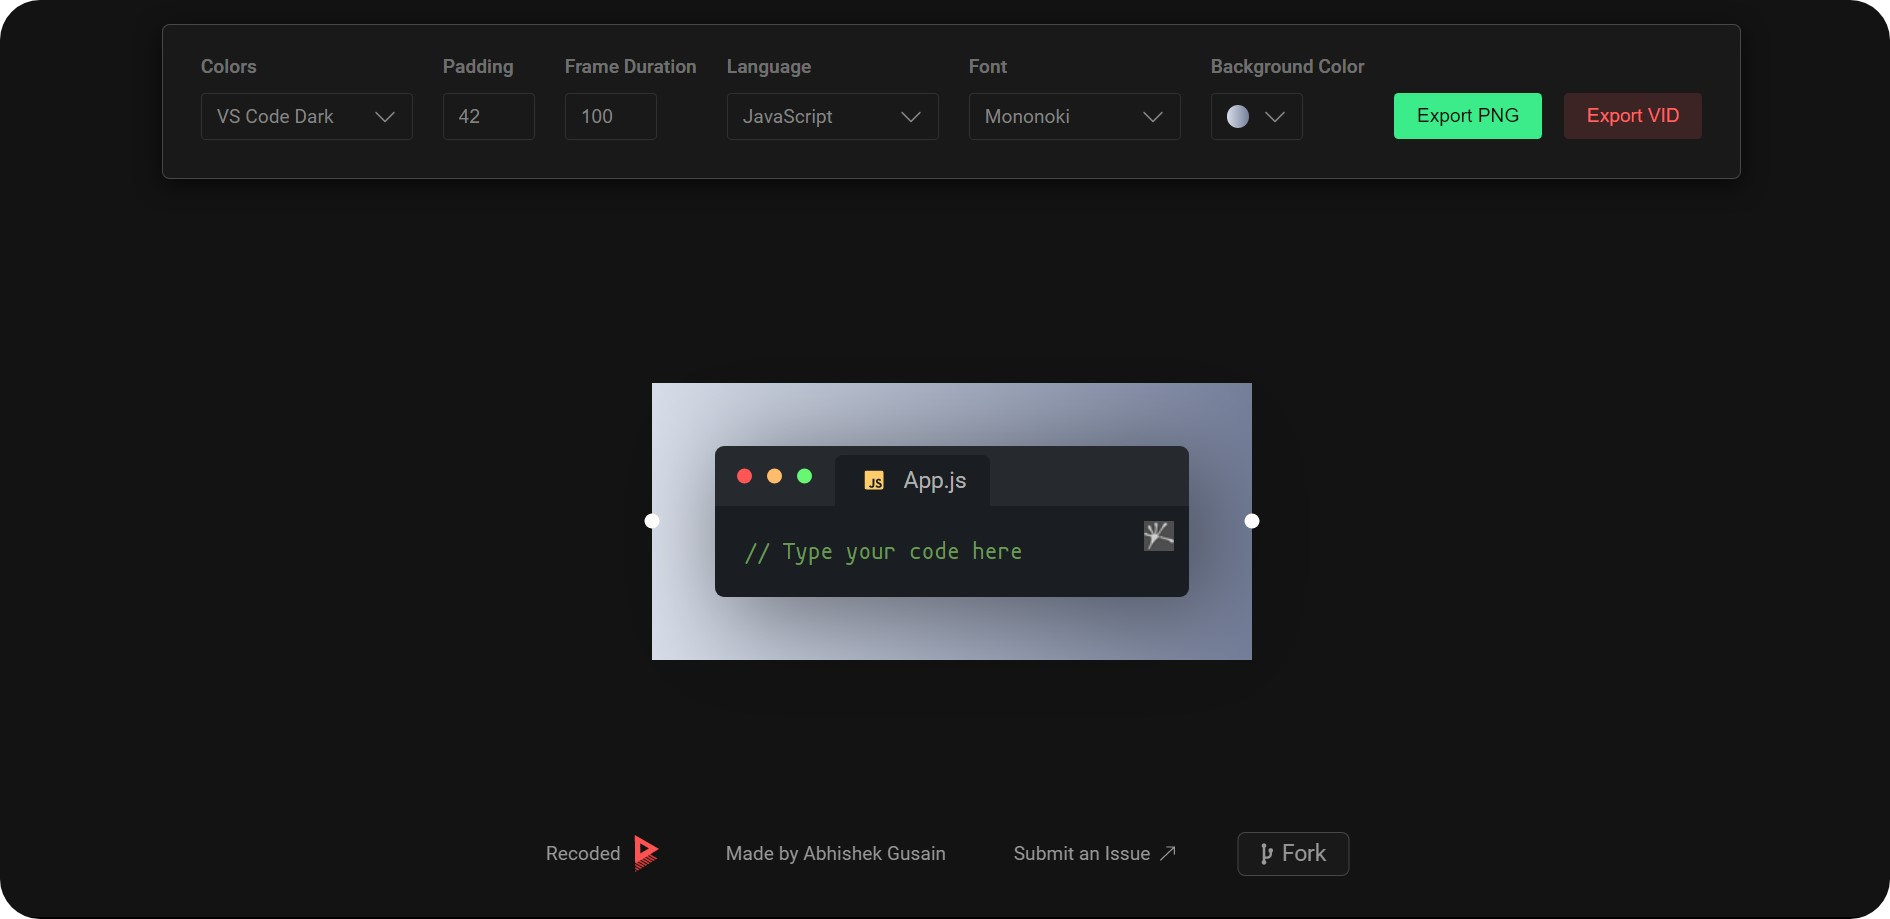 Colors
Padding
Frame Duration
Language
Font
Background Color
VS Code Dark
42
100
JavaScript
Mononoki
Export PNG
Export VID
JS
App.js
// Type your code here
Recoded
Made by Abhishek Gusain
Submit an Issue
Fork